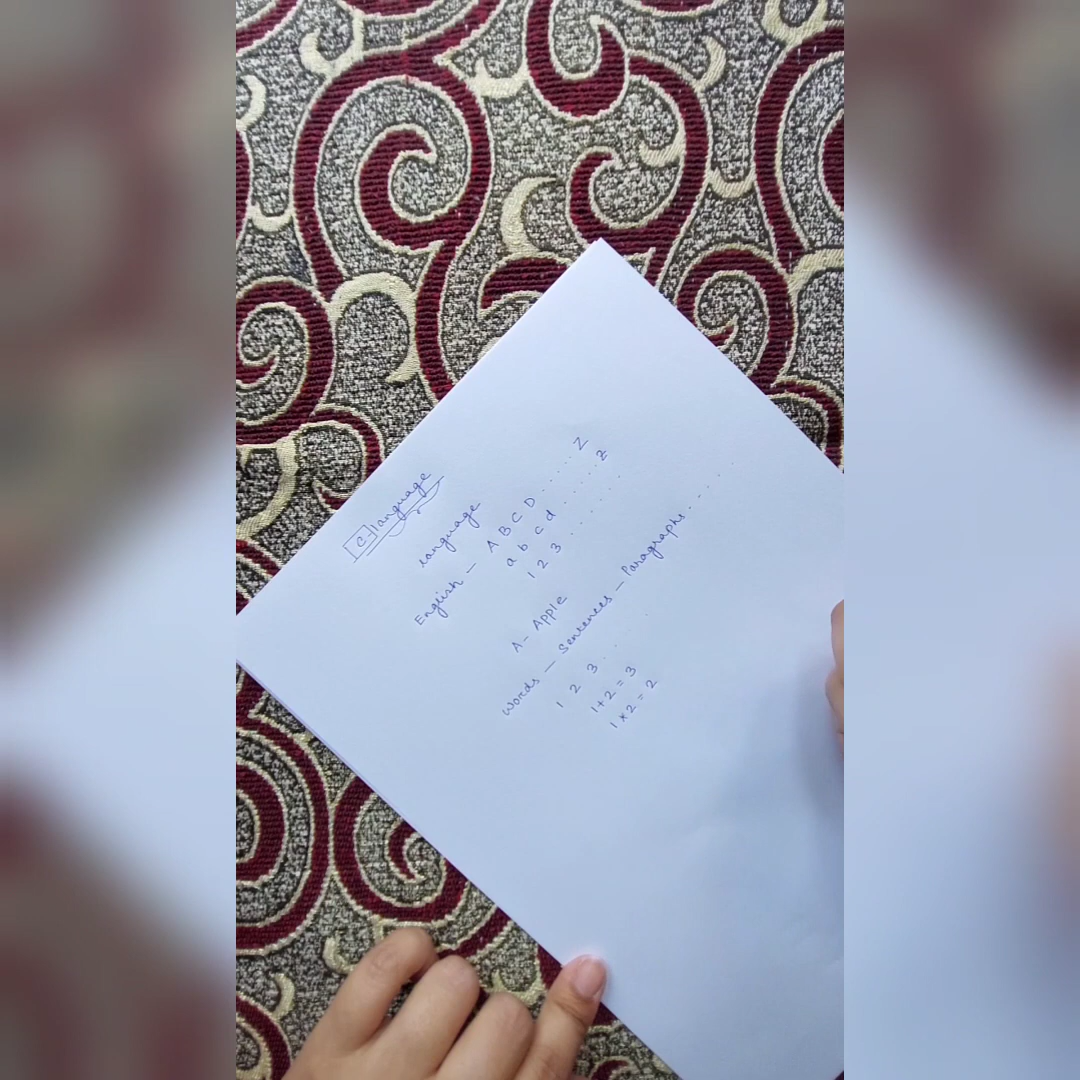 C-language
Language
English - A B C D ........ Z
a b c d ........ z
1 2 3 ........
A - Apple
Words - Sentences - Paragraphs.....
1 2 3 ....
1+2 = 3
1*2 = 2